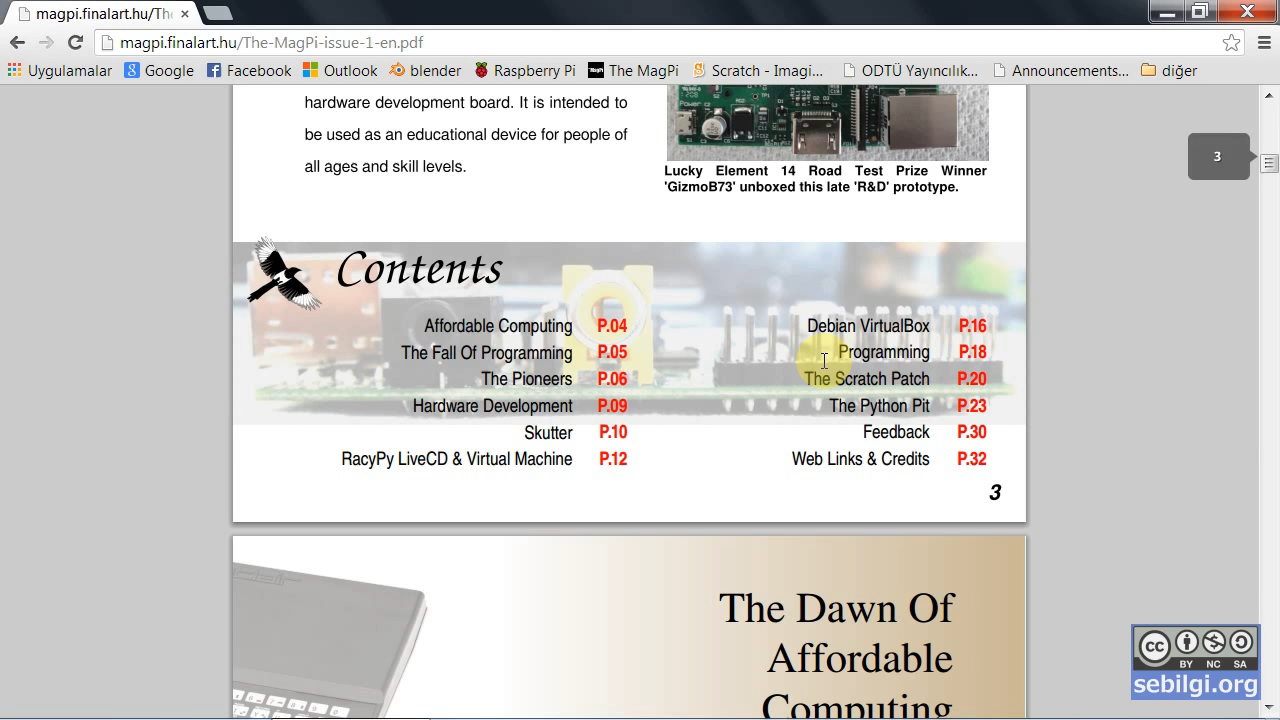 magpi.finalart.hu/The
magpi.finalart.hu/The-MagPi-issue-1-en.pdf
Uygulamalar Google Facebook Outlook blender Raspberry Pi The MagPi Scratch - Imagi... ODTÜ Yayıncılık... Announcements... diğer
hardware development board. It is intended to
be used as an educational device for people of
all ages and skill levels.
Lucky Element 14 Road Test Prize Winner
'GizmoB73' unboxed this late 'R&D' prototype.
3
Contents
Affordable Computing P.04
The Fall Of Programming P.05
The Pioneers P.06
Hardware Development P.09
Skutter P.10
RacyPy LiveCD & Virtual Machine P.12
Debian VirtualBox P.16
Programming P.18
The Scratch Patch P.20
The Python Pit P.23
Feedback P.30
Web Links & Credits P.32
3
The Dawn Of
Affordable
Computing
cc BY NC SA
sebilgi.org